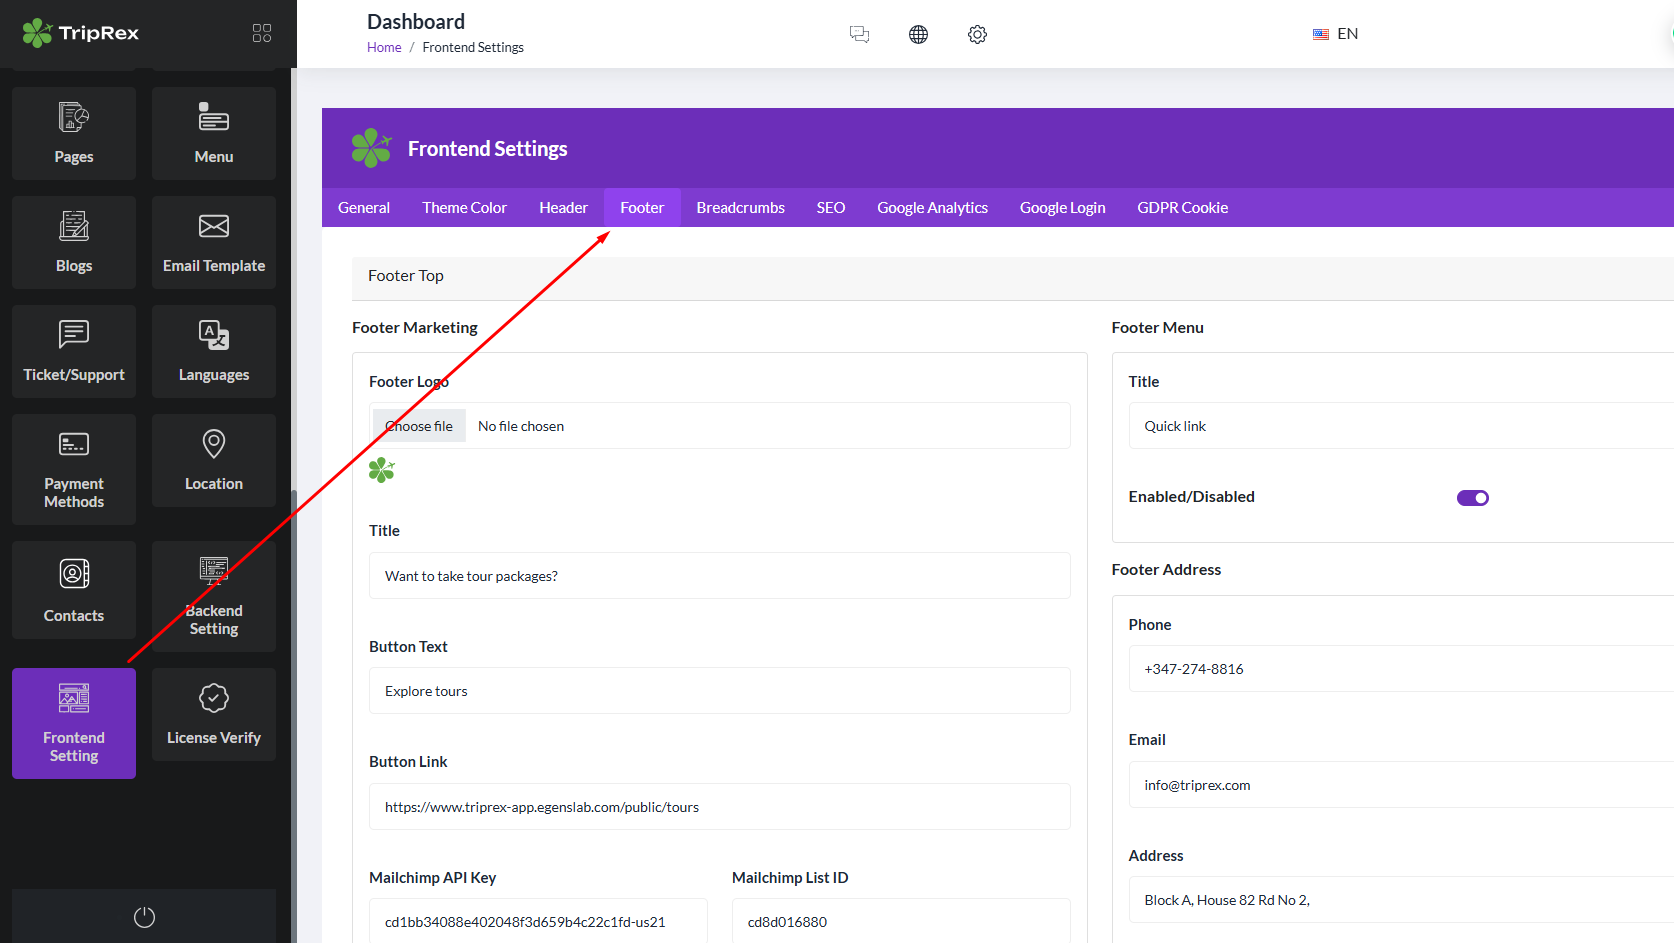 TripRex
Dashboard
Home / Frontend Settings
EN
Pages
Menu
Blogs
Email Template
Ticket/Support
Languages
Payment
Methods
Location
Contacts
Backend
Setting
Frontend
Setting
License Verify
Frontend Settings
General
Theme Color
Header
Footer
Breadcrumbs
SEO
Google Analytics
Google Login
GDPR Cookie
Footer Top
Footer Marketing
Footer Logo
Choose file No file chosen
Title
Want to take tour packages?
Button Text
Explore tours
Button Link
https://www.triprex-app.egenslab.com/public/tours
Mailchimp API Key
cd1bb34088e402048f3d659b4c22c1fd-us21
Mailchimp List ID
cd8d016880
Footer Menu
Title
Quick link
Enabled/Disabled
Footer Address
Phone
+347-274-8816
Email
info@triprex.com
Address
Block A, House 82 Rd No 2,